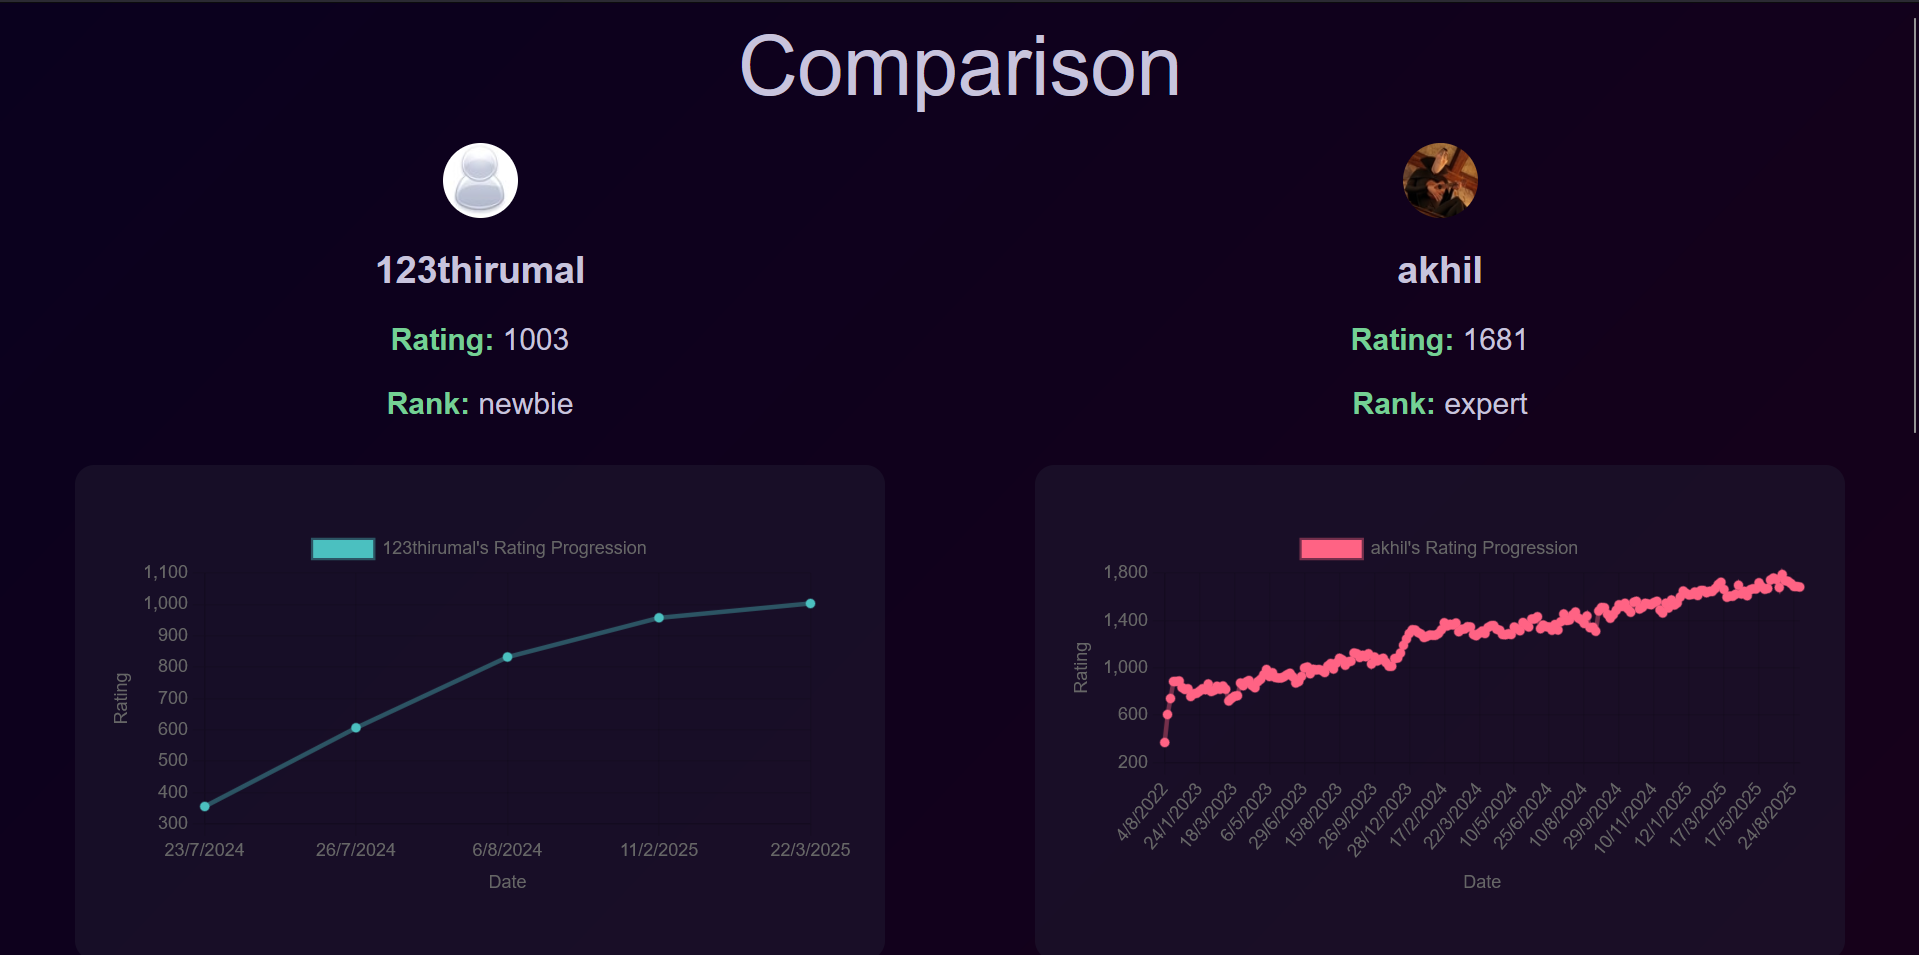 Comparison
123thirumal
Rating: 1003
Rank: newbie
123thirumal's Rating Progression
1,100
1,000
900
800
700
600
500
400
300
Rating
23/7/2024 26/7/2024 6/8/2024 11/2/2025 22/3/2025
Date
akhil
Rating: 1681
Rank: expert
akhil's Rating Progression
1,800
1,400
1,000
600
200
Rating
4/8/2022 24/1/2023 18/3/2023 6/5/2023 29/6/2023 15/8/2023 26/9/2023 28/12/2023 17/2/2024 22/3/2024 10/5/2024 25/6/2024 10/8/2024 29/9/2024 10/11/2024 12/1/2025 17/3/2025 17/5/2025 24/8/2025
Date